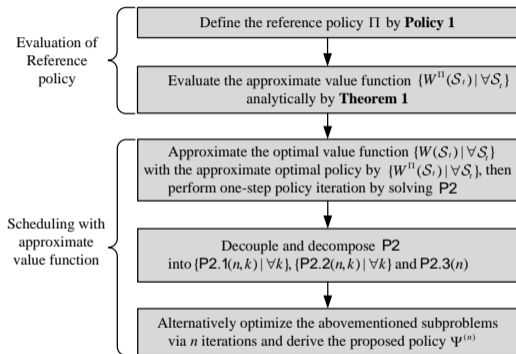 Define the reference policy Π by Policy 1
Evaluation of
Reference
policy
Evaluate the approximate value function {W^Π(S_t) | ∀S_t}
analytically by Theorem 1
Approximate the optimal value function {W(S_t) | ∀S_t}
with the approximate optimal policy by {W^Π(S_t) | ∀S_t}, then
perform one-step policy iteration by solving P2
Scheduling with
approximate
value function
Decouple and decompose P2
into {P2.1(n,k) | ∀k}, {P2.2(n,k) | ∀k} and P2.3(n)
Alternatively optimize the abovementioned subproblems
via n iterations and derive the proposed policy Ψ^(n)